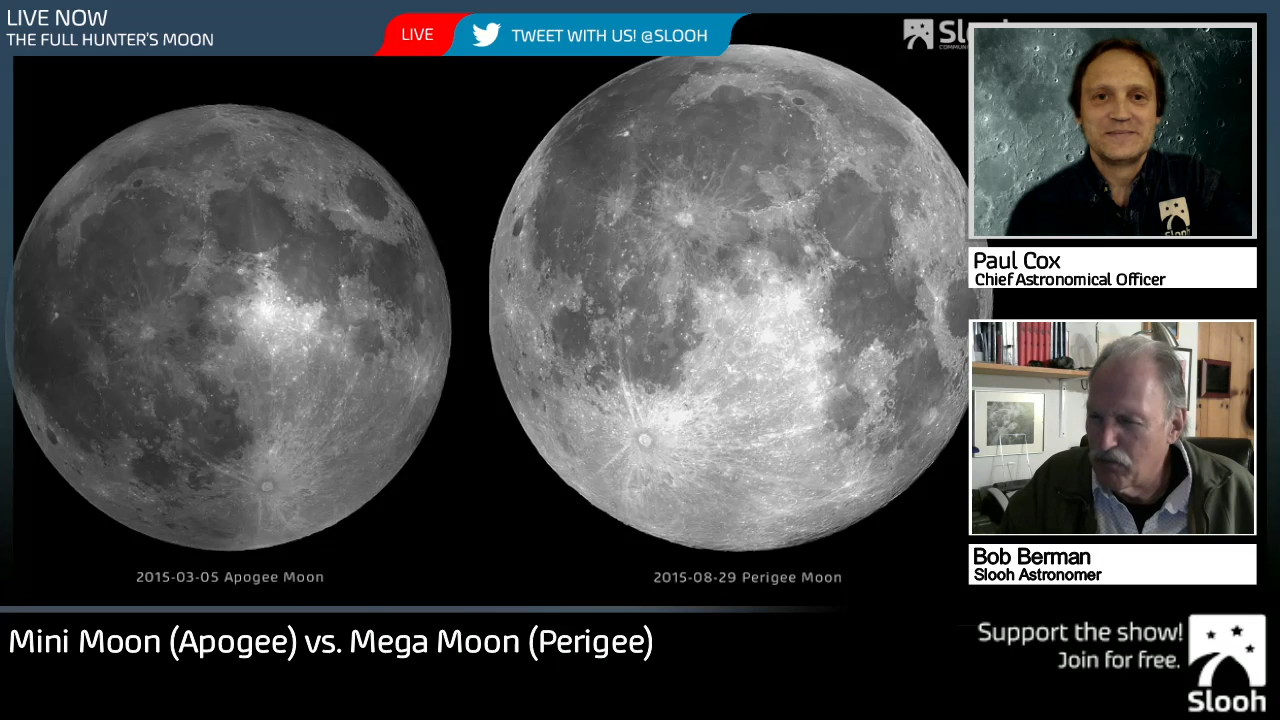 LIVE NOW
THE FULL HUNTER'S MOON
LIVE
TWEET WITH US! @SLOOH
Paul Cox
Chief Astronomical Officer
Bob Berman
Slooh Astronomer
2015-03-05 Apogee Moon
2015-08-29 Perigee Moon
Mini Moon (Apogee) vs. Mega Moon (Perigee)
Support the show!
Join for free.
Slooh